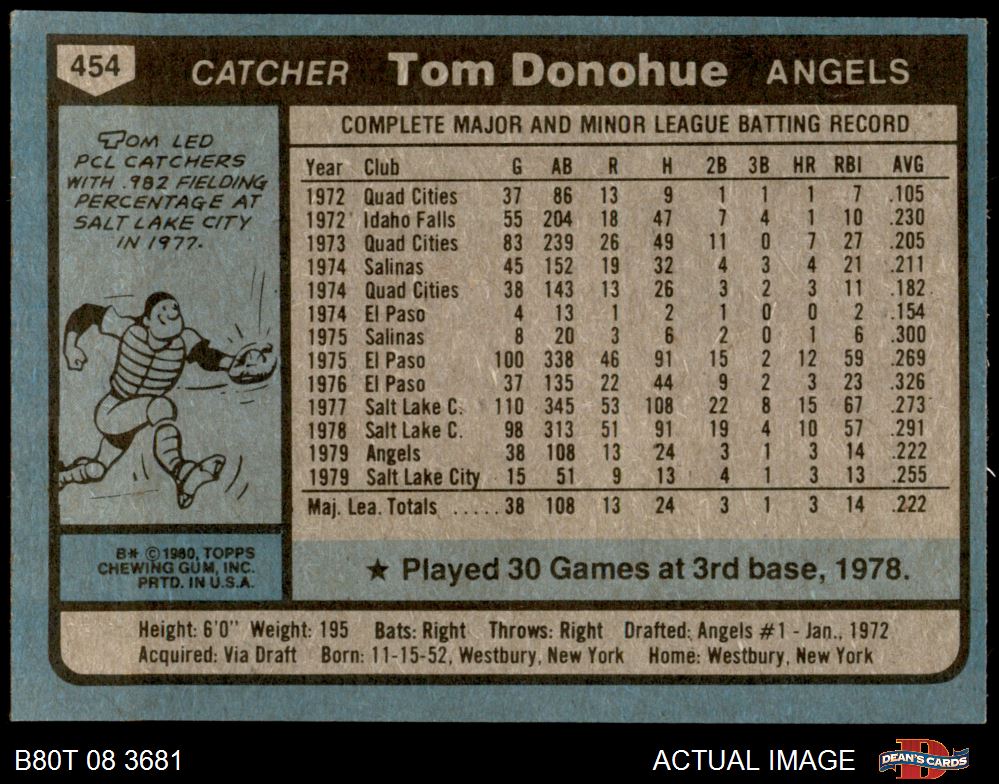 454 CATCHER Tom Donohue ANGELS
TOM LED
PCL CATCHERS
WITH .982 FIELDING
PERCENTAGE AT
SALT LAKE CITY
IN 1977.
COMPLETE MAJOR AND MINOR LEAGUE BATTING RECORD
Year Club G AB R H 2B 3B HR RBI AVG
1972 Quad Cities 37 86 13 9 1 1 1 7 .105
1972 Idaho Falls 55 204 18 47 7 4 1 10 .230
1973 Quad Cities 83 239 26 49 11 0 7 27 .205
1974 Salinas 45 152 19 32 4 3 4 21 .211
1974 Quad Cities 38 143 13 26 3 2 3 11 .182
1974 El Paso 4 13 1 2 1 0 0 2 .154
1975 Salinas 8 20 3 6 2 0 1 6 .300
1975 El Paso 100 338 46 91 15 2 12 59 .269
1976 El Paso 37 135 22 44 9 2 3 23 .326
1977 Salt Lake C. 110 345 53 108 22 8 15 67 .273
1978 Salt Lake C. 98 313 51 91 19 4 10 57 .291
1979 Angels 38 108 13 24 3 1 3 14 .222
1979 Salt Lake City 15 51 9 13 4 1 3 13 .255
Maj. Lea. Totals .....38 108 13 24 3 1 3 14 .222
B* © 1980, TOPPS
CHEWING GUM, INC.
PRTD. IN U.S.A.
★ Played 30 Games at 3rd base, 1978.
Height: 6'0" Weight: 195 Bats: Right Throws: Right Drafted: Angels #1 - Jan., 1972
Acquired: Via Draft Born: 11-15-52, Westbury, New York Home: Westbury, New York
B80T 08 3681 ACTUAL IMAGE DEAN'S CARDS